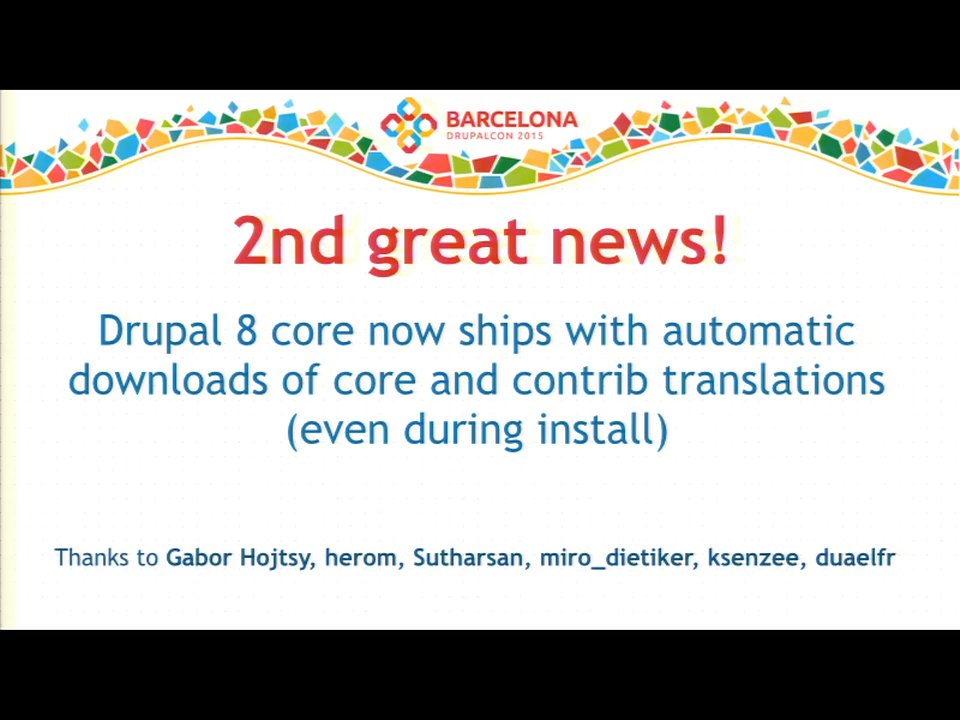 BARCELONA
DRUPALCON 2015
2nd great news!
Drupal 8 core now ships with automatic
downloads of core and contrib translations
(even during install)
Thanks to Gabor Hojtsy, herom, Sutharsan, miro_dietiker, ksenzee, duaelfr